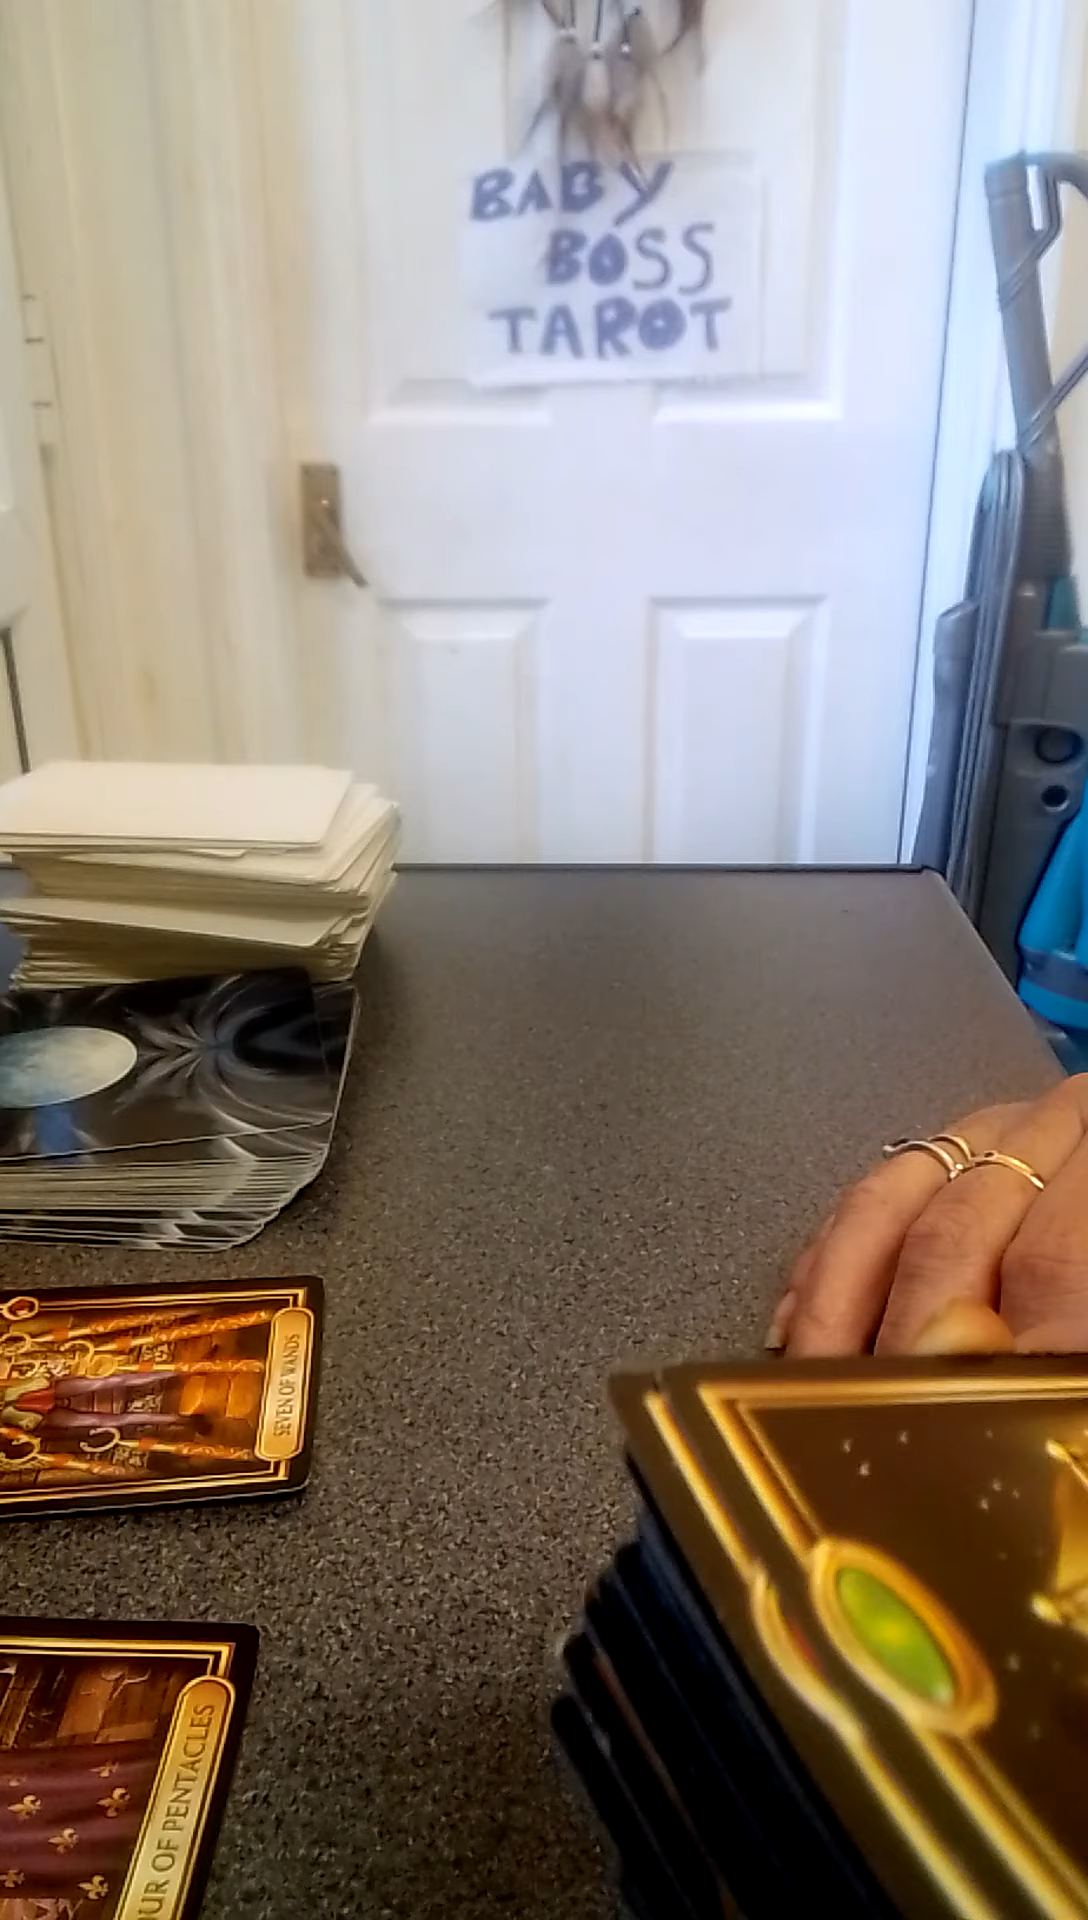 BABY
BOSS
TAROT
SEVEN OF WANDS
OUR OF PENTACLES